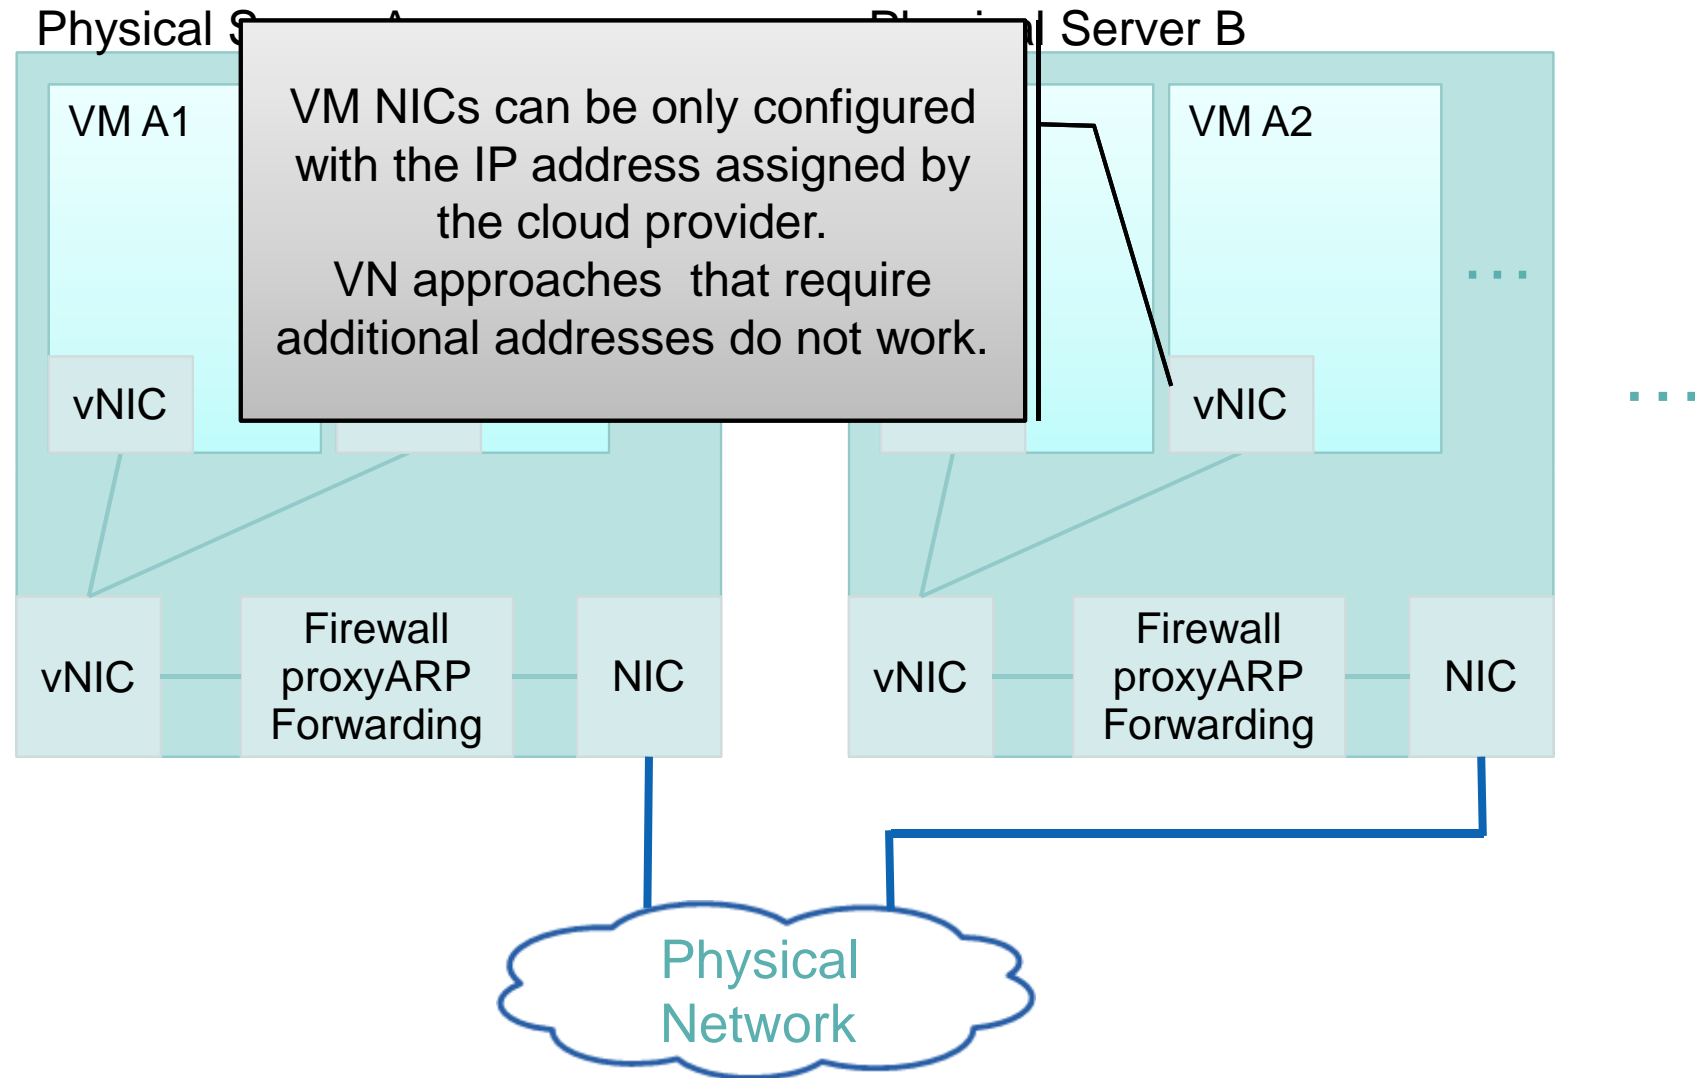 Physical
Server B
VM A1
VM NICs can be only configured
with the IP address assigned by
the cloud provider.
VN approaches that require
additional addresses do not work.
VM A2
...
vNIC
vNIC
...
vNIC
Firewall
proxyARP
Forwarding
NIC
vNIC
Firewall
proxyARP
Forwarding
NIC
Physical
Network